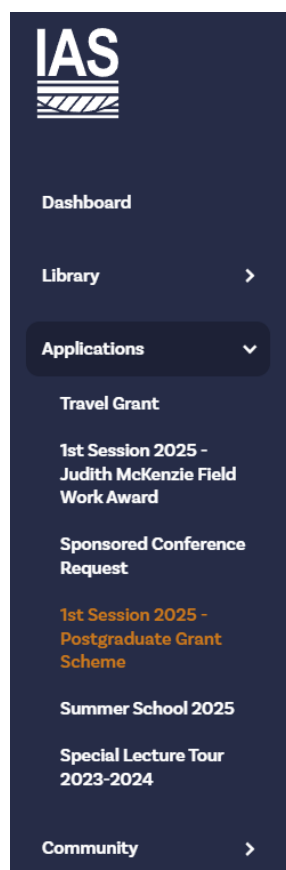 IAS
Dashboard
Library
Applications
Travel Grant
1st Session 2025 -
Judith McKenzie Field
Work Award
Sponsored Conference
Request
1st Session 2025 -
Postgraduate Grant
Scheme
Summer School 2025
Special Lecture Tour
2023-2024
Community